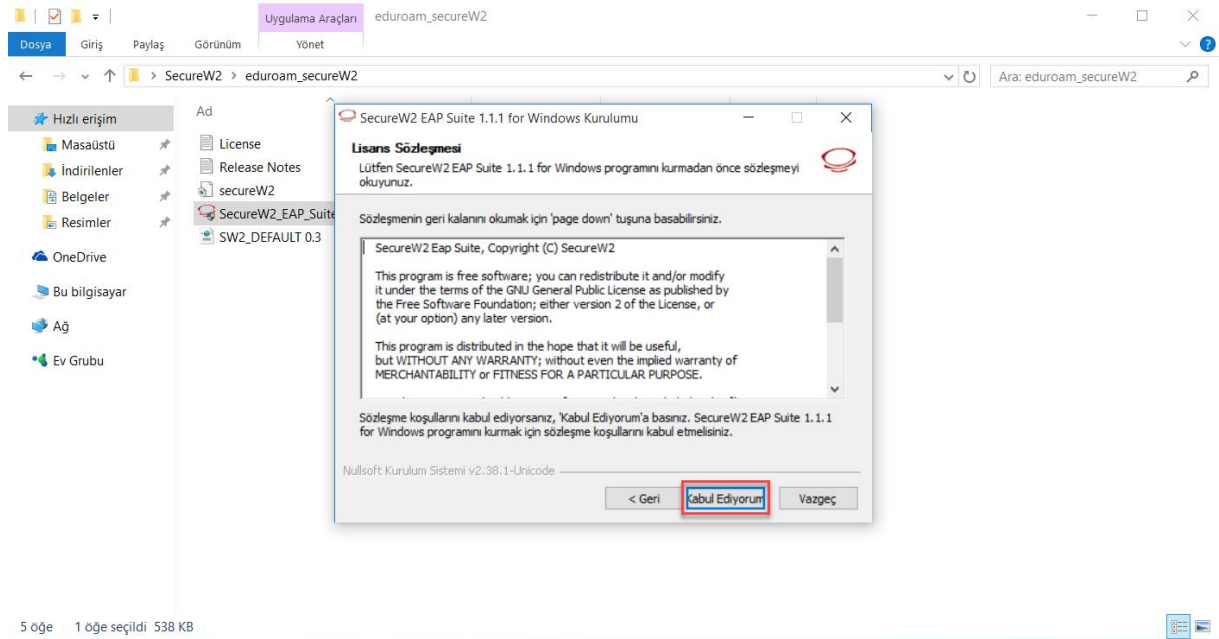 Uygulama Araçları
eduroam_secureW2
Dosya
Giriş
Paylaş
Görünüm
Yönet
SecureW2 > eduroam_secureW2
Ara: eduroam_secureW2
Hızlı erişim
Masaüstü
İndirilenler
Belgeler
Resimler
OneDrive
Bu bilgisayar
Ağ
Ev Grubu
Ad
License
Release Notes
secureW2
SecureW2_EAP_Suite
SW2_DEFAULT 0.3
SecureW2 EAP Suite 1.1.1 for Windows Kurulumu
Lisans Sözleşmesi
Lütfen SecureW2 EAP Suite 1.1.1 for Windows programını kurmadan önce sözleşmeyi
okuyunuz.
Sözleşmenin geri kalanını okumak için 'page down' tuşuna basabilirsiniz.
SecureW2 Eap Suite, Copyright (C) SecureW2
This program is free software; you can redistribute it and/or modify
it under the terms of the GNU General Public License as published by
the Free Software Foundation; either version 2 of the License, or
(at your option) any later version.
This program is distributed in the hope that it will be useful,
but WITHOUT ANY WARRANTY; without even the implied warranty of
MERCHANTABILITY or FITNESS FOR A PARTICULAR PURPOSE.
Sözleşme koşullarını kabul ediyorsanız, 'Kabul Ediyorum'a basınız. SecureW2 EAP Suite 1.1.1
for Windows programını kurmak için sözleşme koşullarını kabul etmelisiniz.
Nullsoft Kurulum Sistemi v2.38.1-Unicode
< Geri
Kabul Ediyorum
Vazgeç
5 öğe
1 öğe seçildi 538 KB